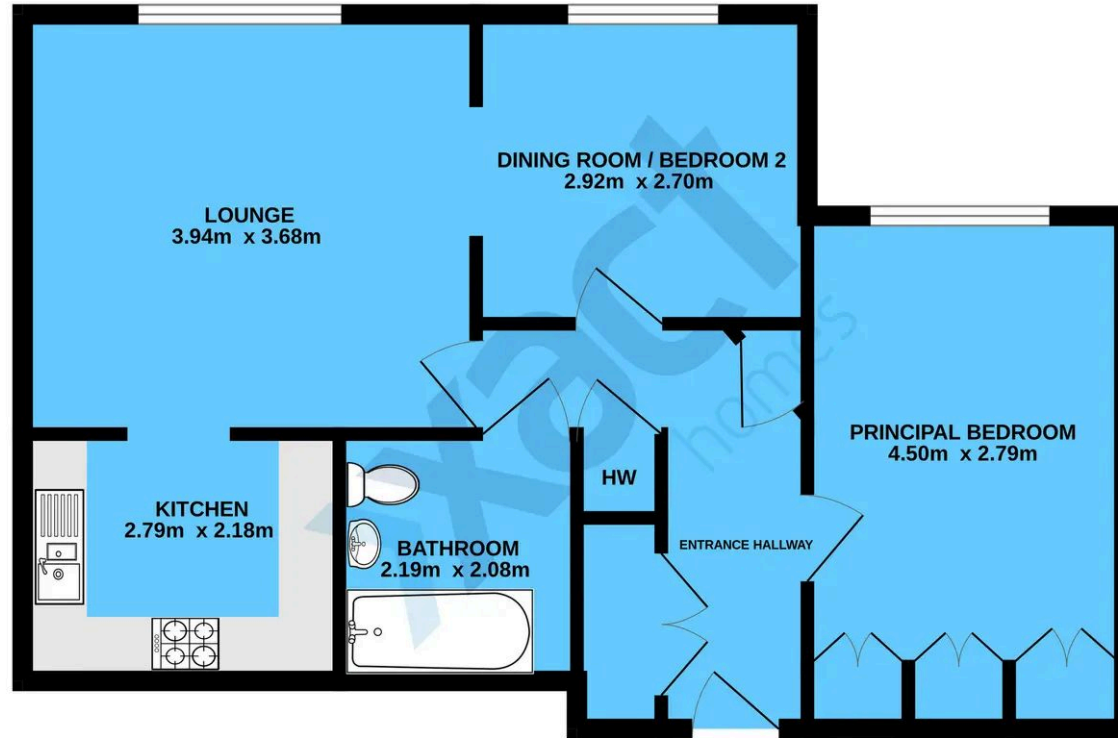 LOUNGE
3.94m x 3.68m
DINING ROOM / BEDROOM 2
2.92m x 2.70m
PRINCIPAL BEDROOM
4.50m x 2.79m
KITCHEN
2.79m x 2.18m
BATHROOM
2.19m x 2.08m
HW
ENTRANCE HALLWAY
xact
homes